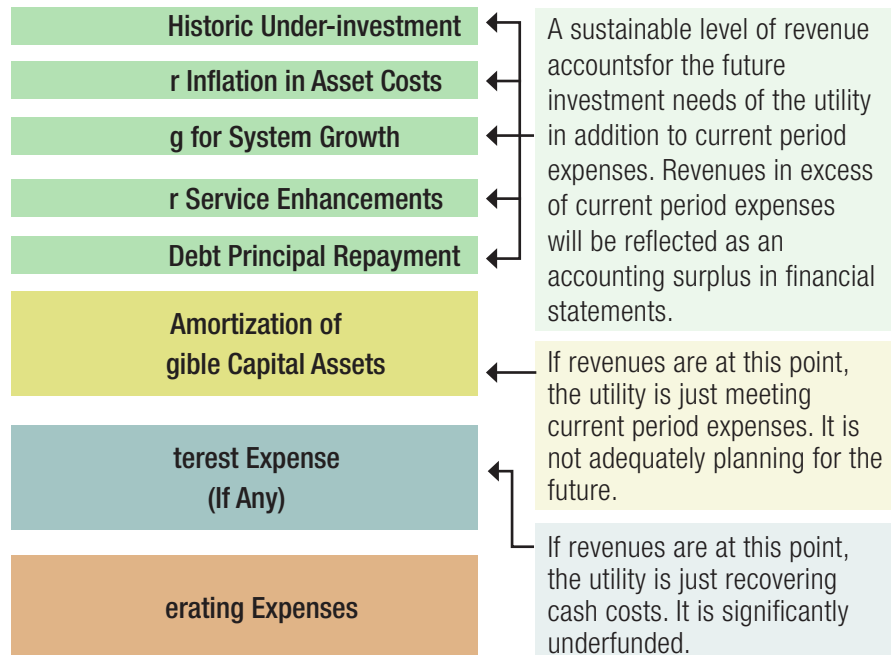 Historic Under-investment
r Inflation in Asset Costs
g for System Growth
r Service Enhancements
Debt Principal Repayment
Amortization of
gible Capital Assets
terest Expense
(If Any)
erating Expenses
A sustainable level of revenue
accountsfor the future
investment needs of the utility
in addition to current period
expenses. Revenues in excess
of current period expenses
will be reflected as an
accounting surplus in financial
statements.
If revenues are at this point,
the utility is just meeting
current period expenses. It is
not adequately planning for the
future.
If revenues are at this point,
the utility is just recovering
cash costs. It is significantly
underfunded.